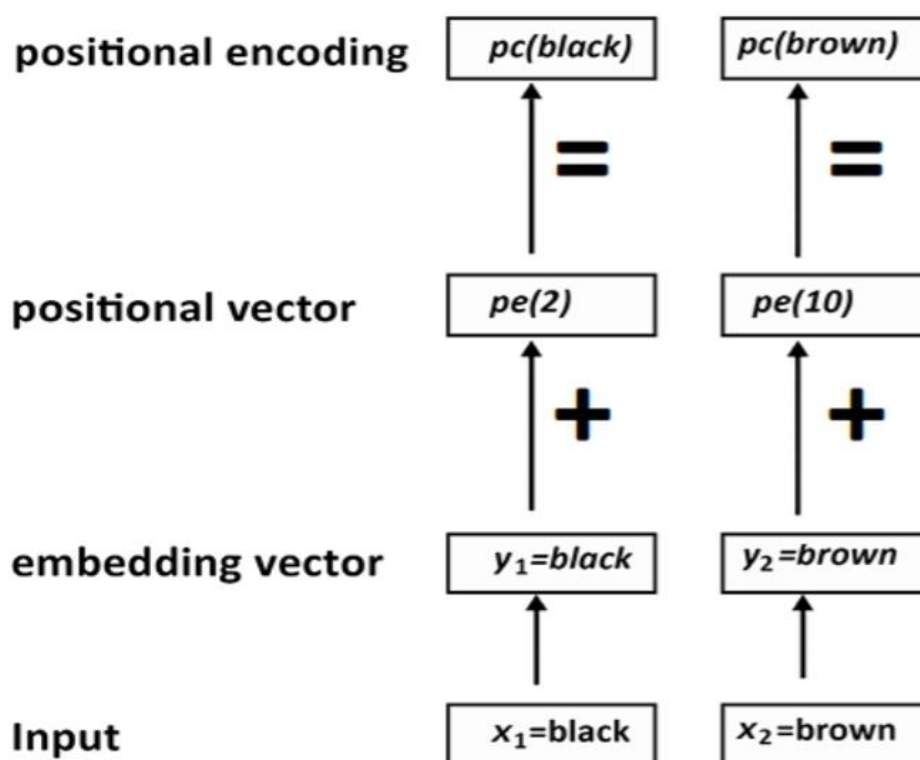 positional encoding pc(black) pc(brown)
= =
positional vector pe(2) pe(10)
+ +
embedding vector y₁=black y₂=brown
Input x₁=black x₂=brown